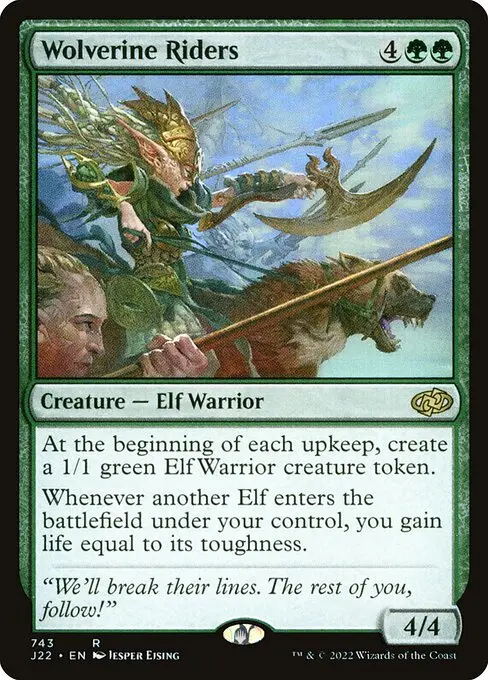 Wolverine Riders 4
Creature — Elf Warrior
At the beginning of each upkeep, create
a 1/1 green Elf Warrior creature token.
Whenever another Elf enters the
battlefield under your control, you gain
life equal to its toughness.
“We’ll break their lines. The rest of you,
follow!”
4/4
743 R
J22 • EN Jesper Eising
™ & © 2022 Wizards of the Coast